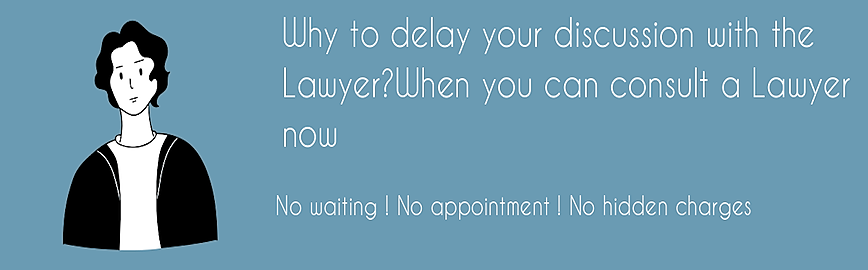 Why to delay your discussion with the
Lawyer?When you can consult a Lawyer
now
No waiting ! No appointment ! No hidden charges